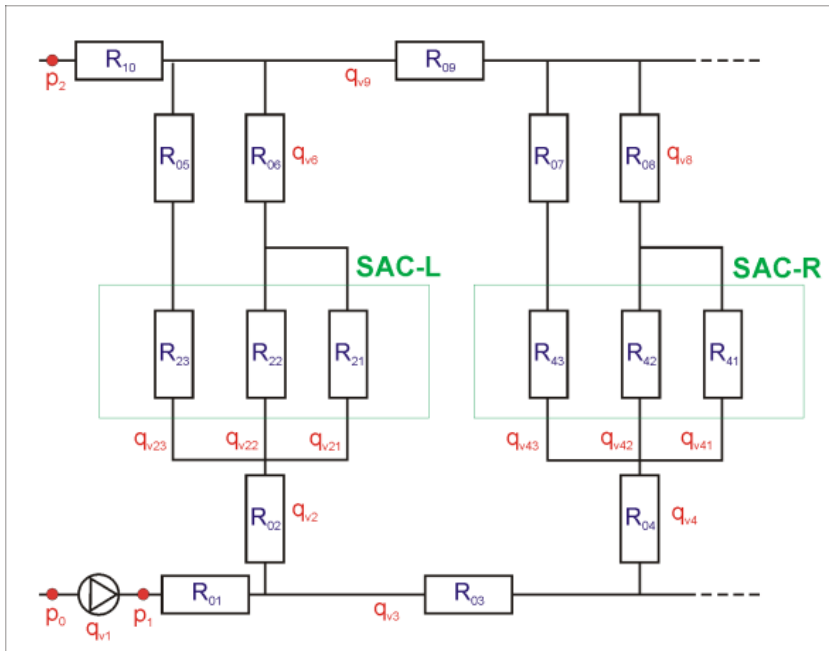 R10
R09
p2
qv9
R05
R06
qv6
R07
R08
qv8
SAC-L
SAC-R
R23
R22
R21
R43
R42
R41
qv23
qv22
qv21
qv43
qv42
qv41
R02
qv2
R04
qv4
p0
qv1
p1
R01
qv3
R03